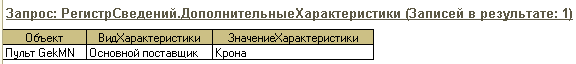 Запрос: РегистрСведений.ДополнительныеХарактеристики (Записей в результате: 1)
Объект ВидХарактеристики ЗначениеХарактеристики
Пульт GekMN Основной поставщик Крона